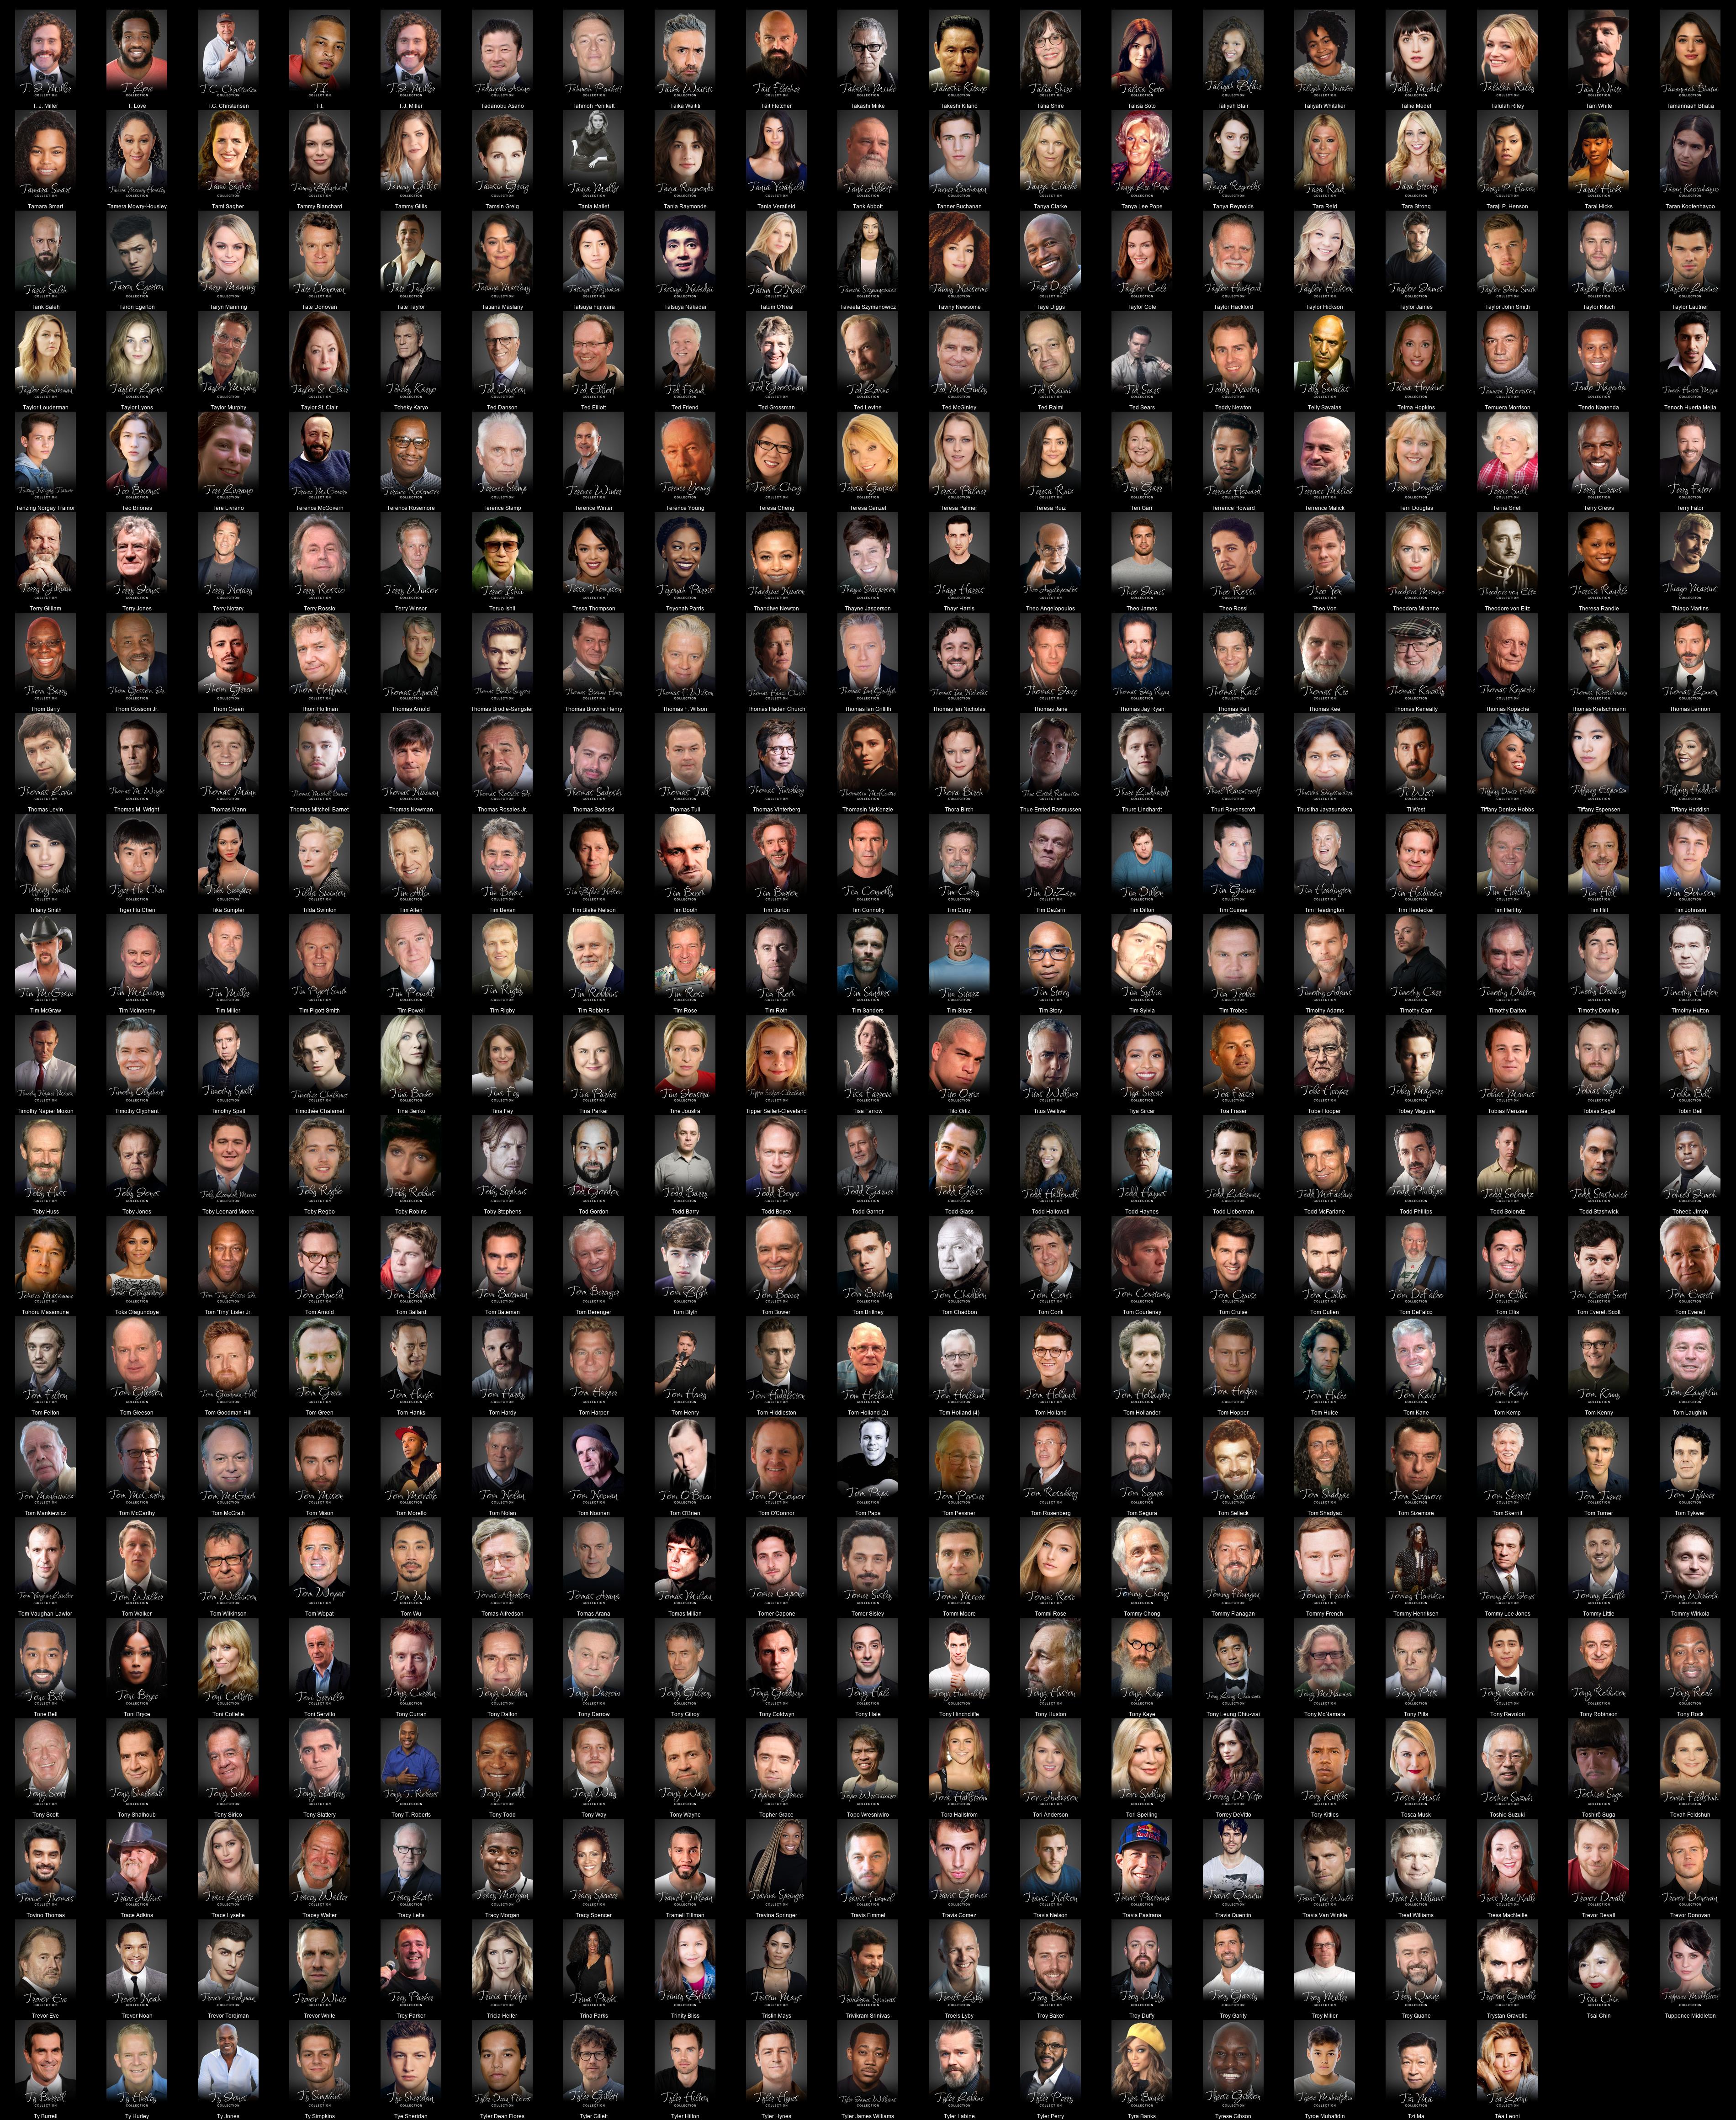 T. J. Miller T. Love T.C. Christensen T.I. T.J. Miller Tadanobu Asano Tahmoh Penikett Taika Waititi Tait Fletcher Takashi Miike Takeshi Kitano Talia Shire Talisa Soto Taliyah Blair Taliyah Whitaker Tallie Medel Talulah Riley Tam White Tamannaah Bhatia
Tamara Smart Tamera Mowry-Housley Tami Sagher Tammy Blanchard Tammy Gillis Tamsin Greig Tania Mallet Tania Raymonde Tania Verafield Tank Abbott Tanner Buchanan Tanya Clarke Tanya Lee Pope Tanya Reynolds Tara Reid Tara Strong Taraji P. Henson Taral Hicks Taran Kootenhayoo
Tarik Saleh Taron Egerton Taryn Manning Tate Donovan Tate Taylor Tatiana Maslany Tatsuya Fujiwara Tatsuya Nakadai Tatum O'Neal Taveeta Szymanowicz Tawny Newsome Taye Diggs Taylor Cole Taylor Hackford Taylor Hickson Taylor James Taylor John Smith Taylor Kitsch Taylor Lautner
Taylor Louderman Taylor Lyons Taylor Murphy Taylor St. Clair Tchéky Karyo Ted Danson Ted Elliott Ted Friend Ted Grossman Ted Levine Ted McGinley Ted Raimi Ted Sears Teddy Newton Telly Savalas Telma Hopkins Temuera Morrison Tendo Nagenda Tenoch Huerta Mejía
Tenzing Norgay Trainor Teo Briones Tere Livrano Terence McGovern Terence Rosemore Terence Stamp Terence Winter Terence Young Teresa Cheng Teresa Ganzel Teresa Palmer Teresa Ruiz Teri Garr Terrence Howard Terrence Malick Terri Douglas Terrie Snell Terry Crews Terry Fator
Terry Gilliam Terry Jones Terry Notary Terry Rossio Terry Winsor Teruo Ishii Tessa Thompson Teyonah Parris Thandiwe Newton Thayne Jasperson Thayr Harris Theo Angelopoulos Theo James Theo Rossi Theo Von Theodora Miranne Theodore von Eltz Theresa Randle Thiago Martins
Thom Barry Thom Gossom Jr. Thom Green Thom Hoffman Thomas Arnold Thomas Brodie-Sangster Thomas Browne Henry Thomas F. Wilson Thomas Haden Church Thomas Ian Griffith Thomas Ian Nicholas Thomas Jane Thomas Jay Ryan Thomas Kail Thomas Kee Thomas Keneally Thomas Kopache Thomas Kretschmann Thomas Lennon
Thomas Levin Thomas M. Wright Thomas Mann Thomas Mitchell Barnet Thomas Newman Thomas Rosales Jr. Thomas Sadoski Thomas Tull Thomas Vinterberg Thomasin McKenzie Thora Birch Thue Ersted Rasmussen Thure Lindhardt Thurl Ravenscroft Thusitha Jayasundera Ti West Tiffany Denise Hobbs Tiffany Espensen Tiffany Haddish
Tiffany Smith Tiger Hu Chen Tika Sumpter Tilda Swinton Tim Allen Tim Bevan Tim Blake Nelson Tim Booth Tim Burton Tim Connolly Tim Curry Tim DeZarn Tim Dillon Tim Guinee Tim Headington Tim Heidecker Tim Herlihy Tim Hill Tim Johnson
Tim McGraw Tim McInnerny Tim Miller Tim Pigott-Smith Tim Powell Tim Rigby Tim Robbins Tim Rose Tim Roth Tim Sanders Tim Sitarz Tim Story Tim Sylvia Tim Trobec Timothy Adams Timothy Carr Timothy Dalton Timothy Dowling Timothy Hutton
Timothy Napier Moxon Timothy Olyphant Timothy Spall Timothée Chalamet Tina Benko Tina Fey Tina Parker Tine Joustra Tipper Seifert-Cleveland Tisa Farrow Tito Ortiz Titus Welliver Tiya Sircar Toa Fraser Tobe Hooper Tobey Maguire Tobias Menzies Tobias Segal Tobin Bell
Toby Huss Toby Jones Toby Leonard Moore Toby Regbo Toby Robins Toby Stephens Tod Gordon Todd Barry Todd Boyce Todd Garner Todd Glass Todd Hallowell Todd Haynes Todd Lieberman Todd McFarlane Todd Phillips Todd Solondz Todd Stashwick Toheeb Jimoh
Tohoru Masamune Toks Olagundoye Tom "Tiny" Lister Jr. Tom Arnold Tom Ballard Tom Bateman Tom Berenger Tom Blyth Tom Bower Tom Brittney Tom Chadbon Tom Conti Tom Courtenay Tom Cruise Tom Cullen Tom DeFalco Tom Ellis Tom Everett Scott Tom Everett
Tom Felton Tom Gleeson Tom Goodman-Hill Tom Green Tom Hanks Tom Hardy Tom Harper Tom Henry Tom Hiddleston Tom Holland (2) Tom Holland (4) Tom Holland Tom Hollander Tom Hopper Tom Hulce Tom Kane Tom Kemp Tom Kenny Tom Laughlin
Tom Mankiewicz Tom McCarthy Tom McGrath Tom Mison Tom Morello Tom Nolan Tom Noonan Tom O'Brien Tom O'Connor Tom Papa Tom Pevsner Tom Rosenberg Tom Segura Tom Selleck Tom Shadyac Tom Sizemore Tom Skerritt Tom Turner Tom Tykwer
Tom Vaughan-Lawlor Tom Walker Tom Wilkinson Tom Wopat Tom Wu Tomas Alfredson Tomas Arana Tomas Milian Tomer Capone Tomer Sisley Tomm Moore Tommi Rose Tommy Chong Tommy Flanagan Tommy French Tommy Henriksen Tommy Lee Jones Tommy Little Tommy Wirkola
Tone Bell Toni Bryce Toni Collette Toni Servillo Tony Curran Tony Dalton Tony Darrow Tony Gilroy Tony Goldwyn Tony Hale Tony Hinchcliffe Tony Huston Tony Kaye Tony Leung Chiu-wai Tony McNamara Tony Pitts Tony Revolori Tony Robinson Tony Rock
Tony Scott Tony Shalhoub Tony Sirico Tony Slattery Tony T. Roberts Tony Todd Tony Way Tony Wayne Topher Grace Topo Wresniwiro Tora Hallström Tori Anderson Tori Spelling Torrey DeVitto Tory Kittles Tosca Musk Toshio Suzuki Toshirō Suga Tovah Feldshuh
Tovino Thomas Trace Adkins Trace Lysette Tracey Walter Tracy Letts Tracy Morgan Tracy Spencer Tramell Tillman Travina Springer Travis Fimmel Travis Gomez Travis Nelson Travis Pastrana Travis Quentin Travis Van Winkle Treat Williams Tress MacNeille Trevor Devall Trevor Donovan
Trevor Eve Trevor Noah Trevor Tordjman Trevor White Trey Parker Tricia Helfer Trina Parks Trinity Bliss Tristin Mays Trivikram Srinivas Troels Lyby Troy Baker Troy Duffy Troy Garity Troy Miller Troy Quane Trystan Gravelle Tsai Chin Tuppence Middleton
Ty Burrell Ty Hurley Ty Jones Ty Simpkins Tye Sheridan Tyler Dean Flores Tyler Gillett Tyler Hilton Tyler Hynes Tyler James Williams Tyler Labine Tyler Perry Tyra Banks Tyrese Gibson Tyroe Muhafidin Tzi Ma Téa Leoni